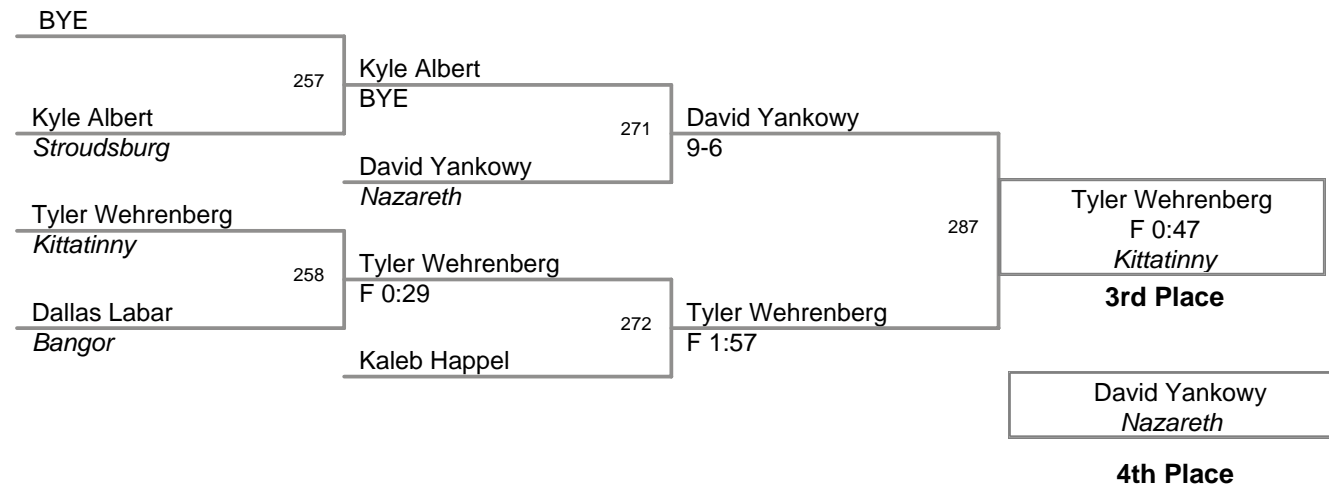 BYE
257
Kyle Albert
Stroudsburg
Kyle Albert
BYE
271
David Yankowy
Nazareth
David Yankowy
9-6
Tyler Wehrenberg
Kittatinny
258
Dallas Labar
Bangor
Tyler Wehrenberg
F 0:29
272
Kaleb Happel
Tyler Wehrenberg
F 1:57
287
Tyler Wehrenberg
F 0:47
Kittatinny
3rd Place
David Yankowy
Nazareth
4th Place